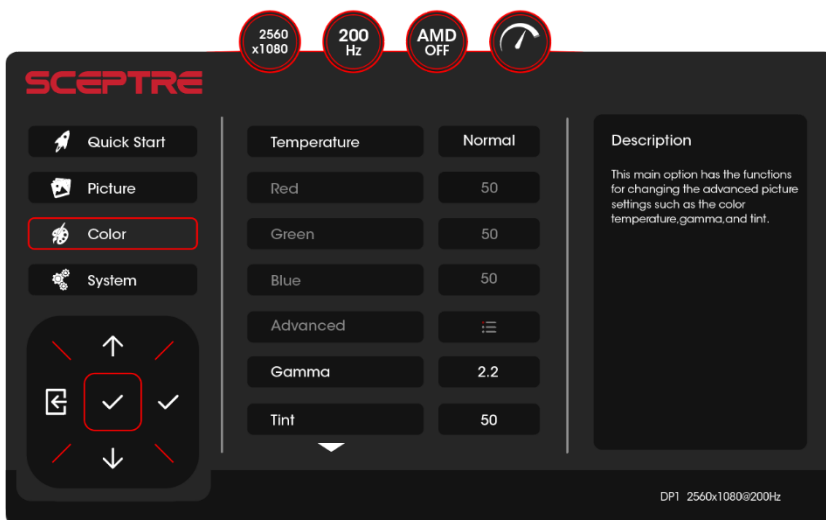 2560
x1080
200
Hz
AMD
OFF
SCEPTRE
Quick Start
Picture
Color
System
Temperature Normal
Red 50
Green 50
Blue 50
Advanced
Gamma 2.2
Tint 50
Description
This main option has the functions
for changing the advanced picture
settings such as the color
temperature,gamma,and tint.
DP1 2560x1080@200Hz